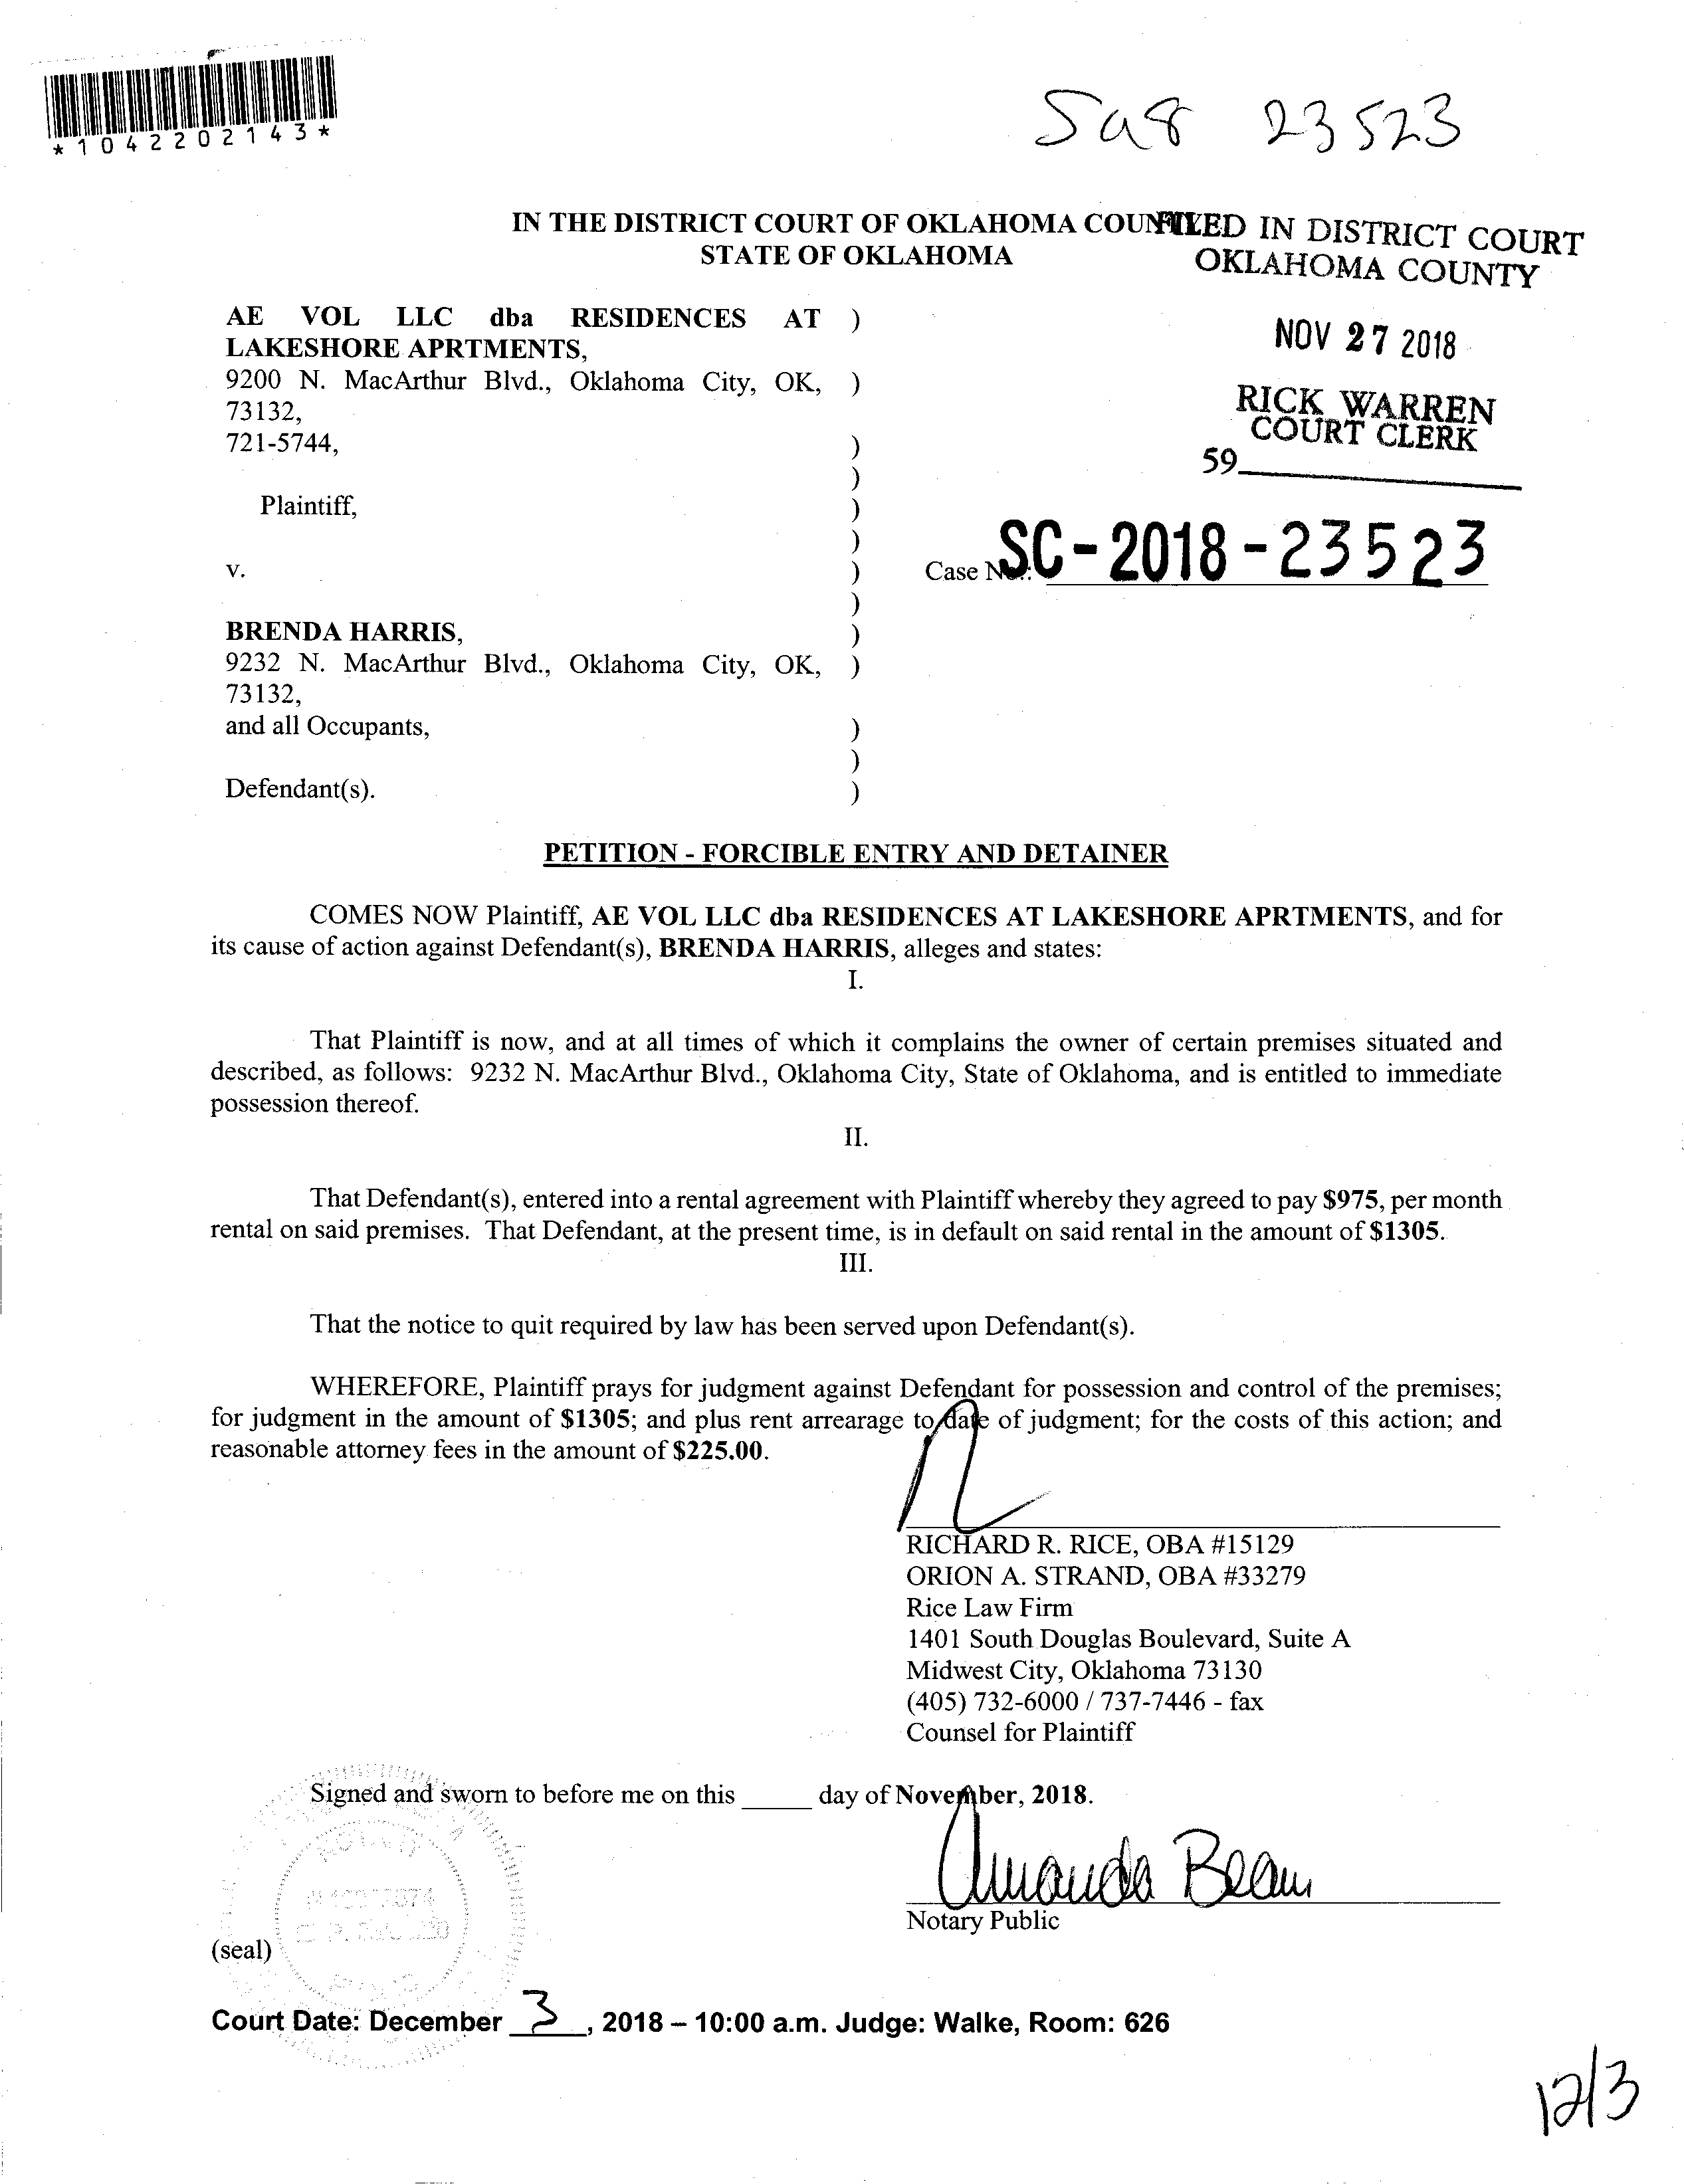 *1042202143*
Sa8 23523
IN THE DISTRICT COURT OF OKLAHOMA
STATE OF OKLAHOMA
FILED IN DISTRICT COURT
OKLAHOMA COUNTY
NOV 27 2018
RICK WARREN
COURT CLERK
59
AE VOL LLC dba RESIDENCES AT )
LAKESHORE APRTMENTS,
9200 N. MacArthur Blvd., Oklahoma City, OK, )
73132,
721-5744, )
)
Plaintiff, )
)
v. )
Case No.: SC-2018-23523
)
BRENDA HARRIS, )
9232 N. MacArthur Blvd., Oklahoma City, OK, )
73132,
and all Occupants, )
)
Defendant(s). )
PETITION - FORCIBLE ENTRY AND DETAINER
COMES NOW Plaintiff, AE VOL LLC dba RESIDENCES AT LAKESHORE APRTMENTS, and for
its cause of action against Defendant(s), BRENDA HARRIS, alleges and states:
I.
That Plaintiff is now, and at all times of which it complains the owner of certain premises situated and
described, as follows: 9232 N. MacArthur Blvd., Oklahoma City, State of Oklahoma, and is entitled to immediate
possession thereof.
II.
That Defendant(s), entered into a rental agreement with Plaintiff whereby they agreed to pay $975, per month
rental on said premises. That Defendant, at the present time, is in default on said rental in the amount of $1305.
III.
That the notice to quit required by law has been served upon Defendant(s).
WHEREFORE, Plaintiff prays for judgment against Defendant for possession and control of the premises;
for judgment in the amount of $1305; and plus rent arrearage to date of judgment; for the costs of this action; and
reasonable attorney fees in the amount of $225.00.
RICHARD R. RICE, OBA #15129
ORION A. STRAND, OBA #33279
Rice Law Firm
1401 South Douglas Boulevard, Suite A
Midwest City, Oklahoma 73130
(405) 732-6000 / 737-7446 - fax
Counsel for Plaintiff
Signed and sworn to before me on this _____ day of November, 2018.
Amanda Beam
Notary Public
(seal)
Court Date: December 3, 2018 – 10:00 a.m. Judge: Walke, Room: 626
12/3